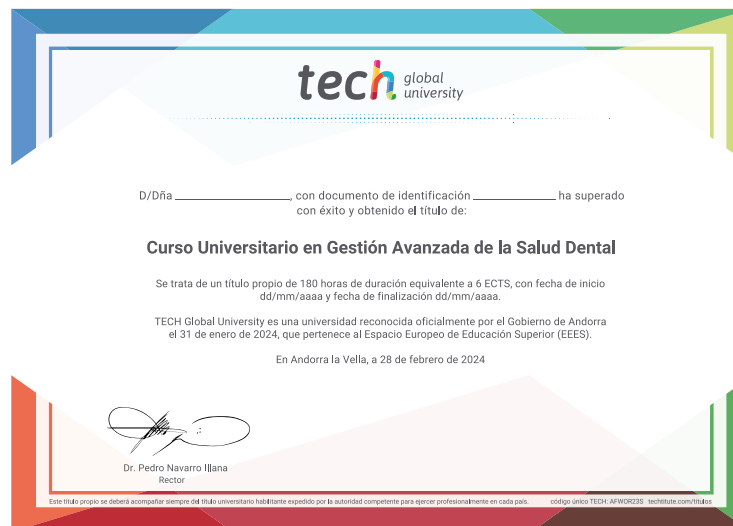 tech global university
D/Dña ____________, con documento de identificación ____________ ha superado
con éxito y obtenido el título de:
Curso Universitario en Gestión Avanzada de la Salud Dental
Se trata de un título propio de 180 horas de duración equivalente a 6 ECTS, con fecha de inicio
dd/mm/aaaa y fecha de finalización dd/mm/aaaa.
TECH Global University es una universidad reconocida oficialmente por el Gobierno de Andorra
el 31 de enero de 2024, que pertenece al Espacio Europeo de Educación Superior (EEES).
En Andorra la Vella, a 28 de febrero de 2024
Dr. Pedro Navarro Illana
Rector
Este título propio se deberá acompañar siempre del título universitario habilitante expedido por la autoridad competente para ejercer profesionalmente en cada país. código único TECH: AFWOR23S techtitute.com/titulos